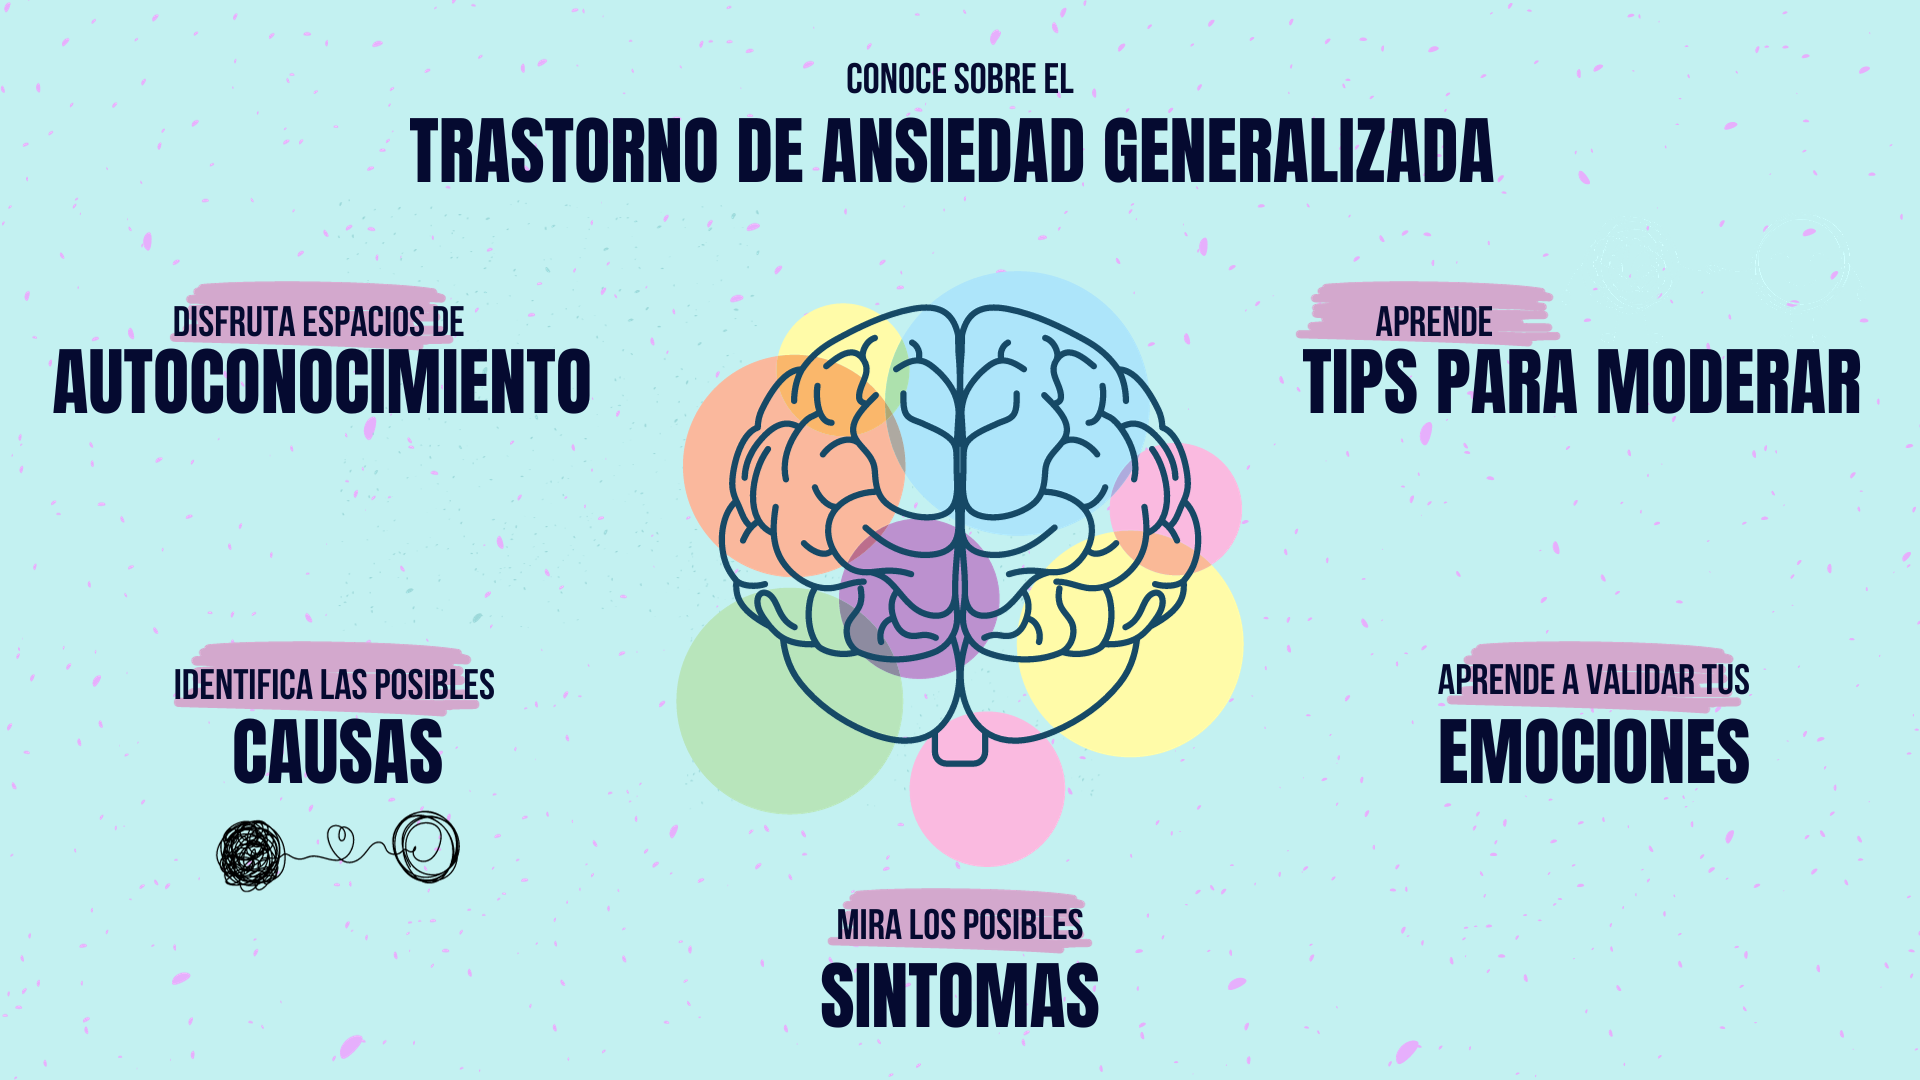 CONOCE SOBRE EL
TRASTORNO DE ANSIEDAD GENERALIZADA
DISFRUTA ESPACIOS DE
AUTOCONOCIMIENTO
APRENDE
TIPS PARA MODERAR
IDENTIFICA LAS POSIBLES
CAUSAS
APRENDE A VALIDAR TUS
EMOCIONES
MIRA LOS POSIBLES
SINTOMAS